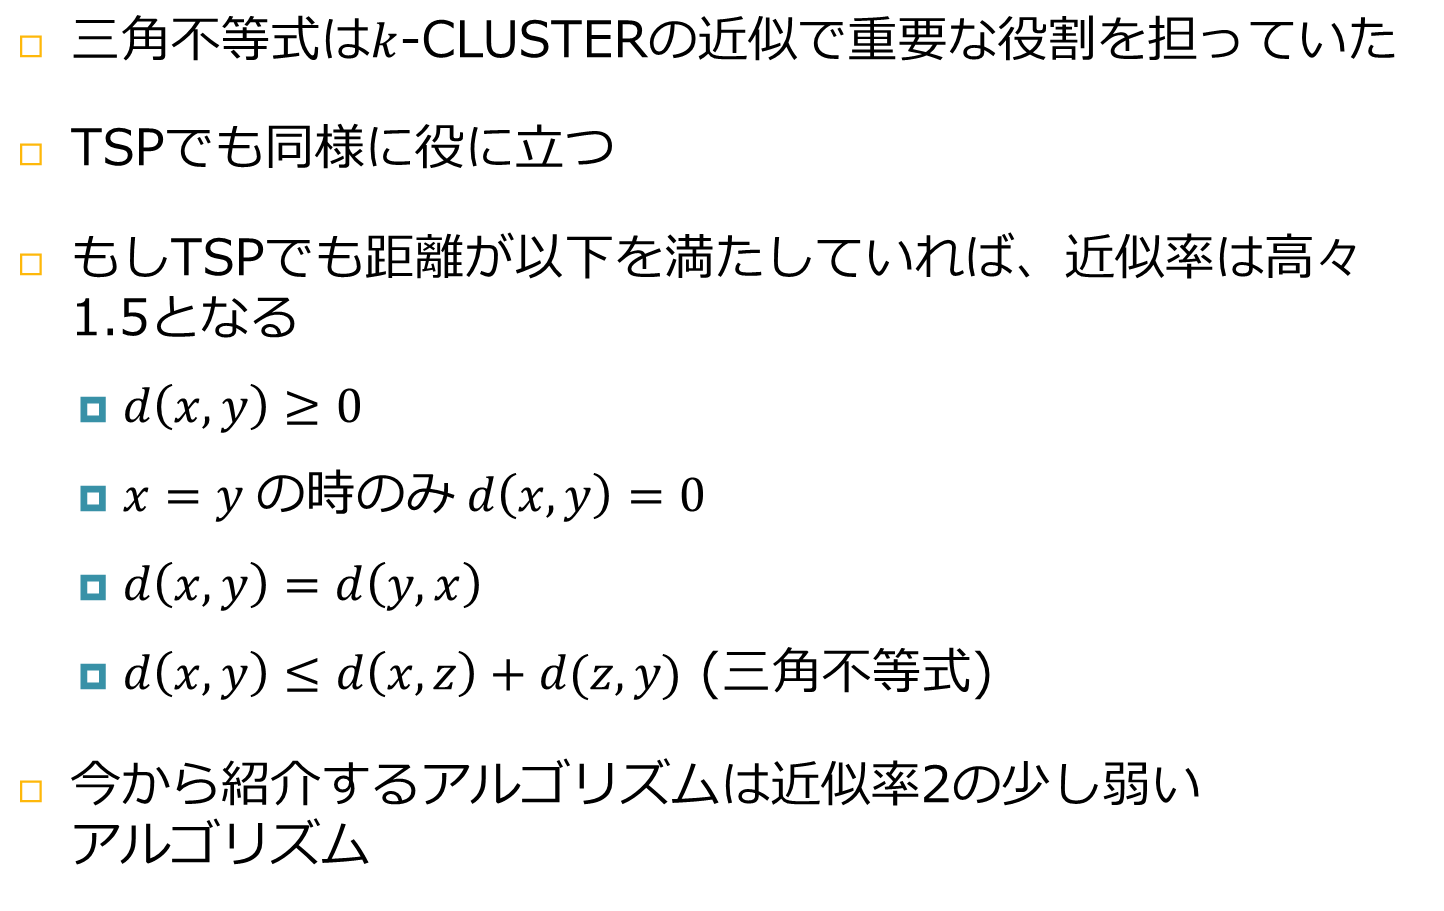 三角不等式は𝑘-CLUSTERの近似で重要な役割を担っていた
TSPでも同様に役に立つ
もしTSPでも距離が以下を満たしていれば、近似率は高々
1.5となる
𝑑(𝑥, 𝑦) ≥ 0
𝑥 = 𝑦 の時のみ 𝑑(𝑥, 𝑦) = 0
𝑑(𝑥, 𝑦) = 𝑑(𝑦, 𝑥)
𝑑(𝑥, 𝑦) ≤ 𝑑(𝑥, 𝑧) + 𝑑(𝑧, 𝑦) (三角不等式)
今から紹介するアルゴリズムは近似率2の少し弱い
アルゴリズム